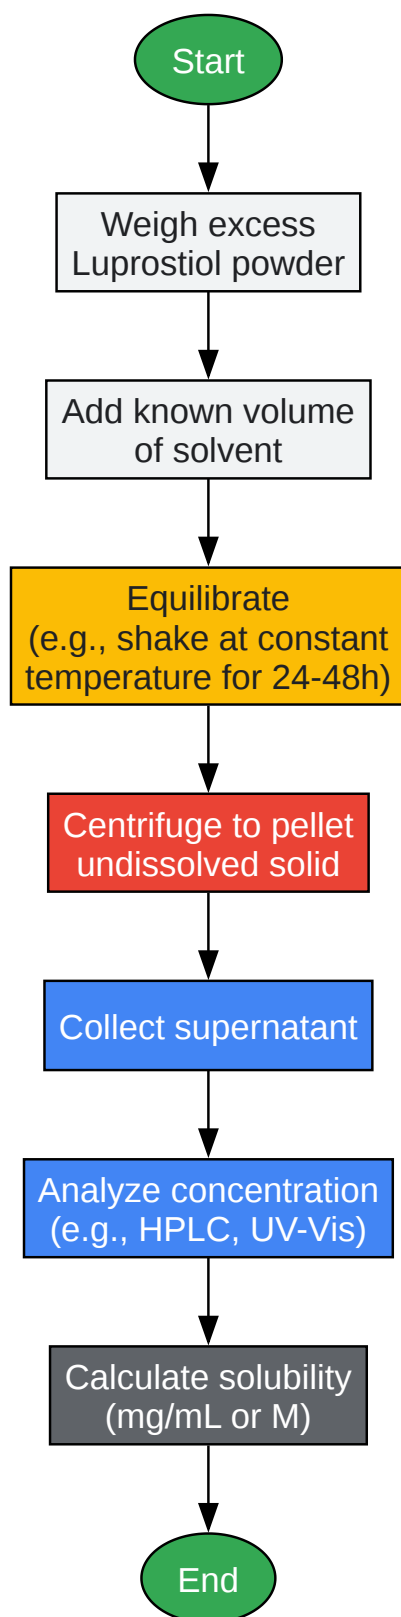 Start
Weigh excess
Luprostiol powder
Add known volume
of solvent
Equilibrate
(e.g., shake at constant
temperature for 24-48h)
Centrifuge to pellet
undissolved solid
Collect supernatant
Analyze concentration
(e.g., HPLC, UV-Vis)
Calculate solubility
(mg/mL or M)
End